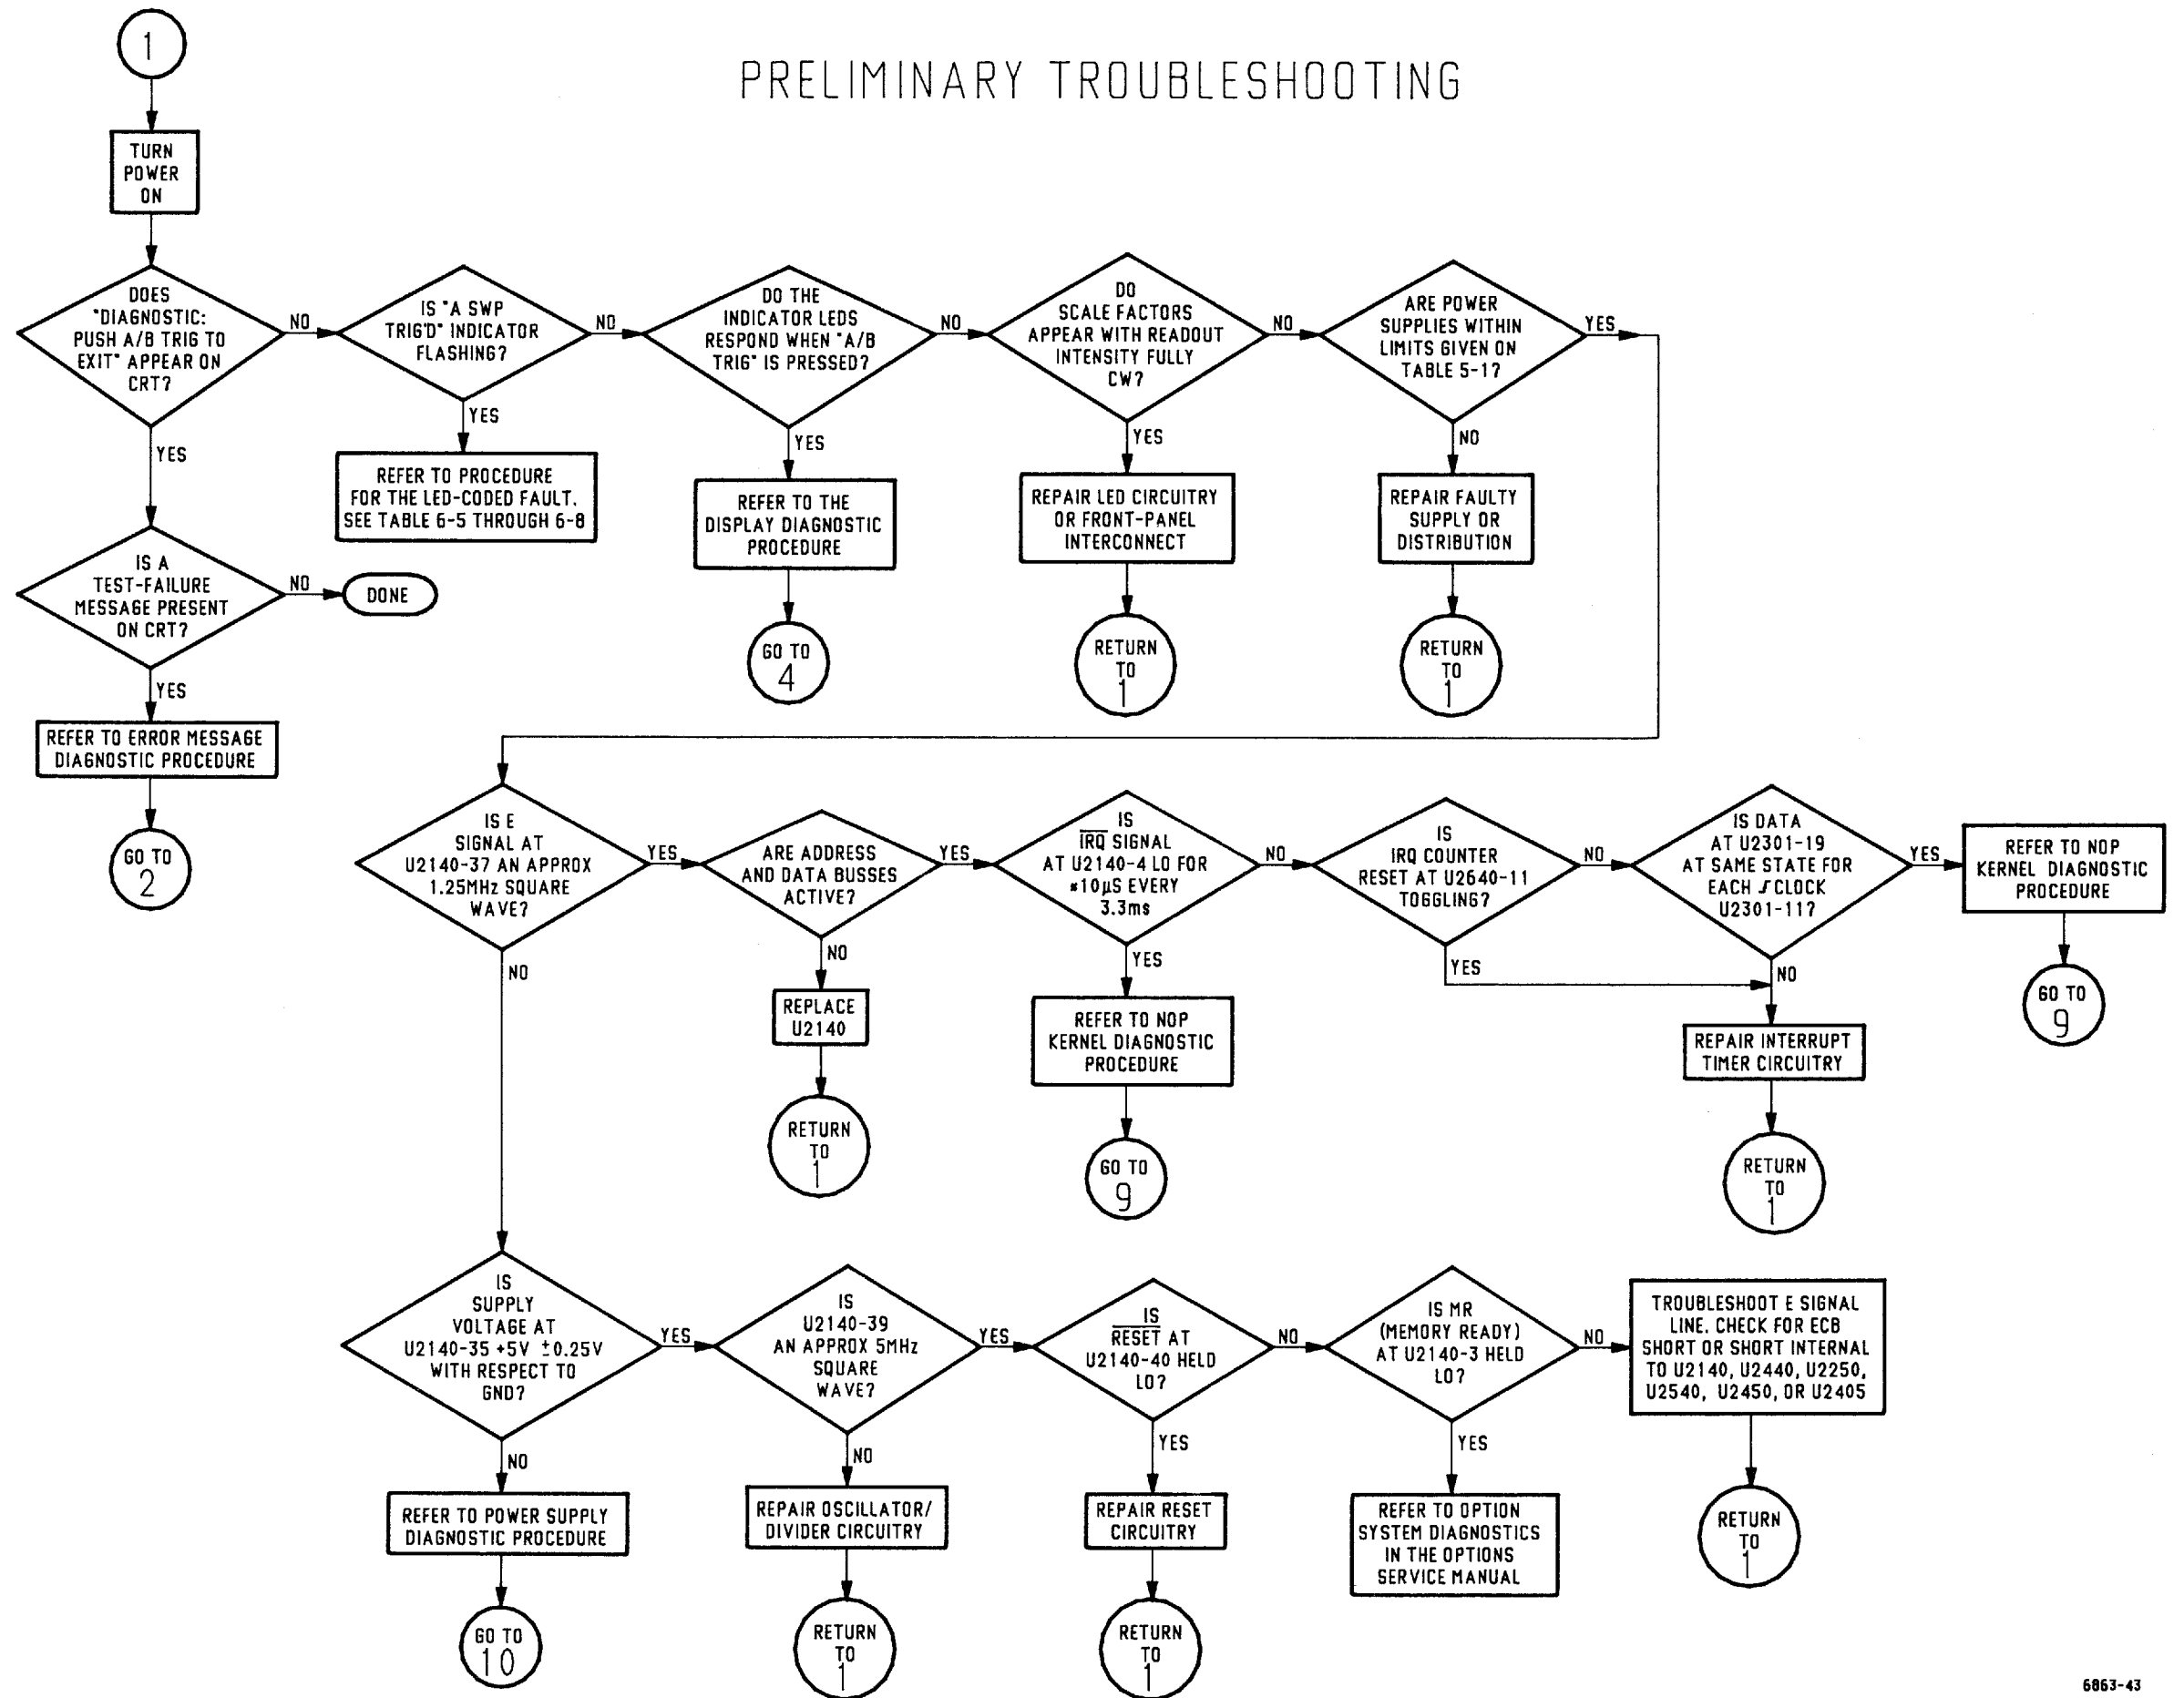 PRELIMINARY TROUBLESHOOTING
1
TURN
POWER
ON
DOES
"DIAGNOSTIC:
PUSH A/B TRIG TO
EXIT" APPEAR ON
CRT?
NO
YES
IS "A SWP
TRIG'D" INDICATOR
FLASHING?
NO
YES
DO THE
INDICATOR LEDS
RESPOND WHEN "A/B
TRIG" IS PRESSED?
NO
YES
DO
SCALE FACTORS
APPEAR WITH READOUT
INTENSITY FULLY
CW?
NO
YES
ARE POWER
SUPPLIES WITHIN
LIMITS GIVEN ON
TABLE 5-1?
YES
NO
REFER TO PROCEDURE
FOR THE LED-CODED FAULT.
SEE TABLE 6-5 THROUGH 6-8
REFER TO THE
DISPLAY DIAGNOSTIC
PROCEDURE
REPAIR LED CIRCUITRY
OR FRONT-PANEL
INTERCONNECT
REPAIR FAULTY
SUPPLY OR
DISTRIBUTION
IS A
TEST-FAILURE
MESSAGE PRESENT
ON CRT?
NO
DONE
YES
GO TO
4
RETURN
TO
1
RETURN
TO
1
REFER TO ERROR MESSAGE
DIAGNOSTIC PROCEDURE
GO TO
2
IS E
SIGNAL AT
U2140-37 AN APPROX
1.25MHz SQUARE
WAVE?
YES
NO
ARE ADDRESS
AND DATA BUSSES
ACTIVE?
YES
NO
IS
IRQ SIGNAL
AT U2140-4 LO FOR
≈10µS EVERY
3.3ms
NO
YES
IS
IRQ COUNTER
RESET AT U2640-11
TOGGLING?
NO
YES
IS DATA
AT U2301-19
AT SAME STATE FOR
EACH ƒCLOCK
U2301-11?
YES
NO
REFER TO NOP
KERNEL DIAGNOSTIC
PROCEDURE
GO TO
9
REPLACE
U2140
RETURN
TO
1
REFER TO NOP
KERNEL DIAGNOSTIC
PROCEDURE
GO TO
9
REPAIR INTERRUPT
TIMER CIRCUITRY
RETURN
TO
1
IS
SUPPLY
VOLTAGE AT
U2140-35 +5V ±0.25V
WITH RESPECT TO
GND?
YES
NO
IS
U2140-39
AN APPROX 5MHz
SQUARE
WAVE?
YES
NO
IS
RESET AT
U2140-40 HELD
LO?
NO
YES
IS MR
(MEMORY READY)
AT U2140-3 HELD
LO?
NO
YES
TROUBLESHOOT E SIGNAL
LINE. CHECK FOR ECB
SHORT OR SHORT INTERNAL
TO U2140, U2440, U2250,
U2540, U2450, OR U2405
REFER TO POWER SUPPLY
DIAGNOSTIC PROCEDURE
REPAIR OSCILLATOR/
DIVIDER CIRCUITRY
REPAIR RESET
CIRCUITRY
REFER TO OPTION
SYSTEM DIAGNOSTICS
IN THE OPTIONS
SERVICE MANUAL
RETURN
TO
1
GO TO
10
RETURN
TO
1
RETURN
TO
1
6863-43